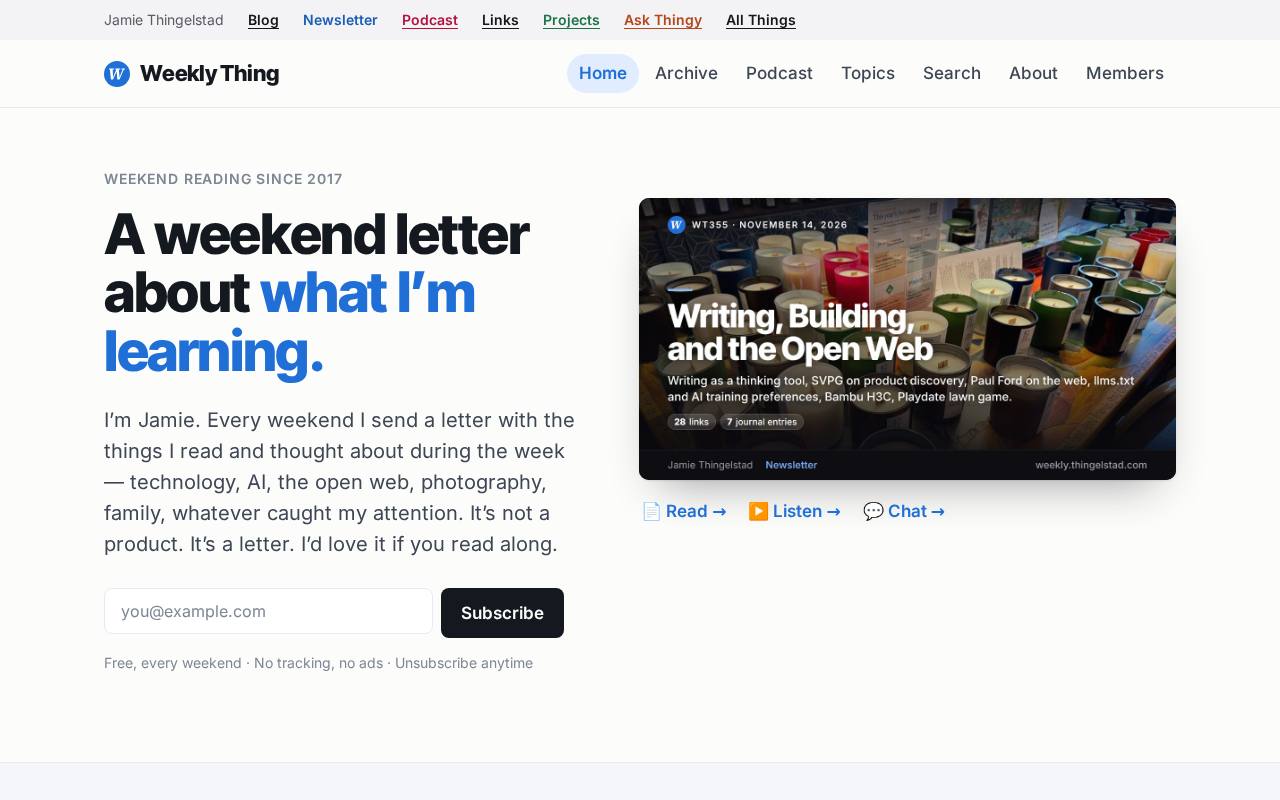 Jamie Thingelstad Blog Newsletter Podcast Links Projects Ask Thingy All Things
W Weekly Thing Home Archive Podcast Topics Search About Members
WEEKEND READING SINCE 2017
A weekend letter
about what I’m
learning.
I’m Jamie. Every weekend I send a letter with the
things I read and thought about during the week
— technology, AI, the open web, photography,
family, whatever caught my attention. It’s not a
product. It’s a letter. I’d love it if you read along.
you@example.com Subscribe
Free, every weekend · No tracking, no ads · Unsubscribe anytime
W WT355 · NOVEMBER 14, 2026
Writing, Building,
and the Open Web
Writing as a thinking tool, SVPG on product discovery, Paul Ford on the web, llms.txt
and AI training preferences, Bambu H3C, Playdate lawn game.
28 links 7 journal entries
Jamie Thingelstad Newsletter weekly.thingelstad.com
Read → Listen → Chat →